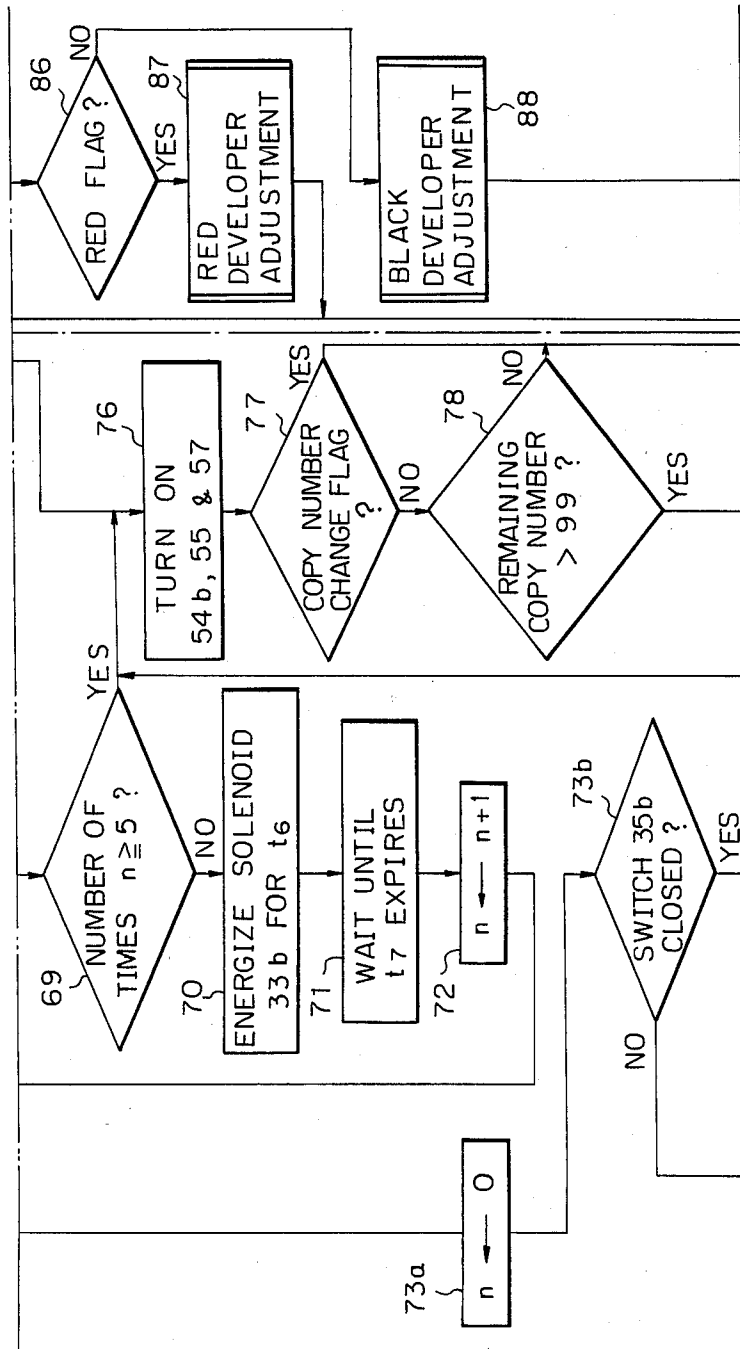 69
NUMBER OF
TIMES n ≧ 5 ?
YES
NO
70
ENERGIZE SOLENOID
33b FOR t6
71
WAIT UNTIL
t7 EXPIRES
72
n ← n+1
73a
n ← 0
73b
SWITCH 35b
CLOSED ?
NO
YES
76
TURN ON
54b, 55 & 57
77
COPY NUMBER
CHANGE FLAG
?
YES
NO
78
REMAINING
COPY NUMBER
> 99 ?
NO
YES
86
RED FLAG ?
NO
YES
87
RED
DEVELOPER
ADJUSTMENT
BLACK
DEVELOPER
ADJUSTMENT
88